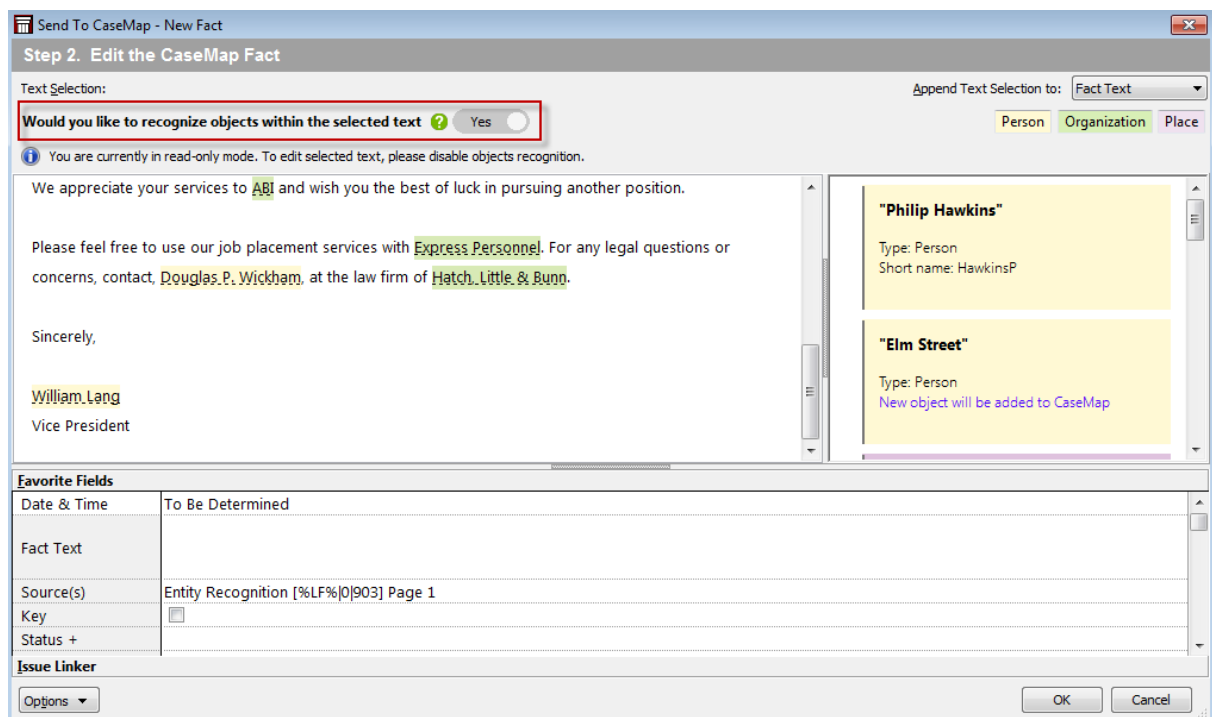 Send To CaseMap - New Fact
Step 2. Edit the CaseMap Fact
Text Selection:
Append Text Selection to: Fact Text
Would you like to recognize objects within the selected text ? Yes
Person Organization Place
You are currently in read-only mode. To edit selected text, please disable objects recognition.
We appreciate your services to ABI and wish you the best of luck in pursuing another position.
Please feel free to use our job placement services with Express Personnel. For any legal questions or
concerns, contact, Douglas P. Wickham, at the law firm of Hatch, Little & Bunn.
Sincerely,
William Lang
Vice President
"Philip Hawkins"
Type: Person
Short name: HawkinsP
"Elm Street"
Type: Person
New object will be added to CaseMap
Favorite Fields
Date & Time To Be Determined
Fact Text
Source(s) Entity Recognition [%LF%|0|903] Page 1
Key
Status +
Issue Linker
Options
OK Cancel